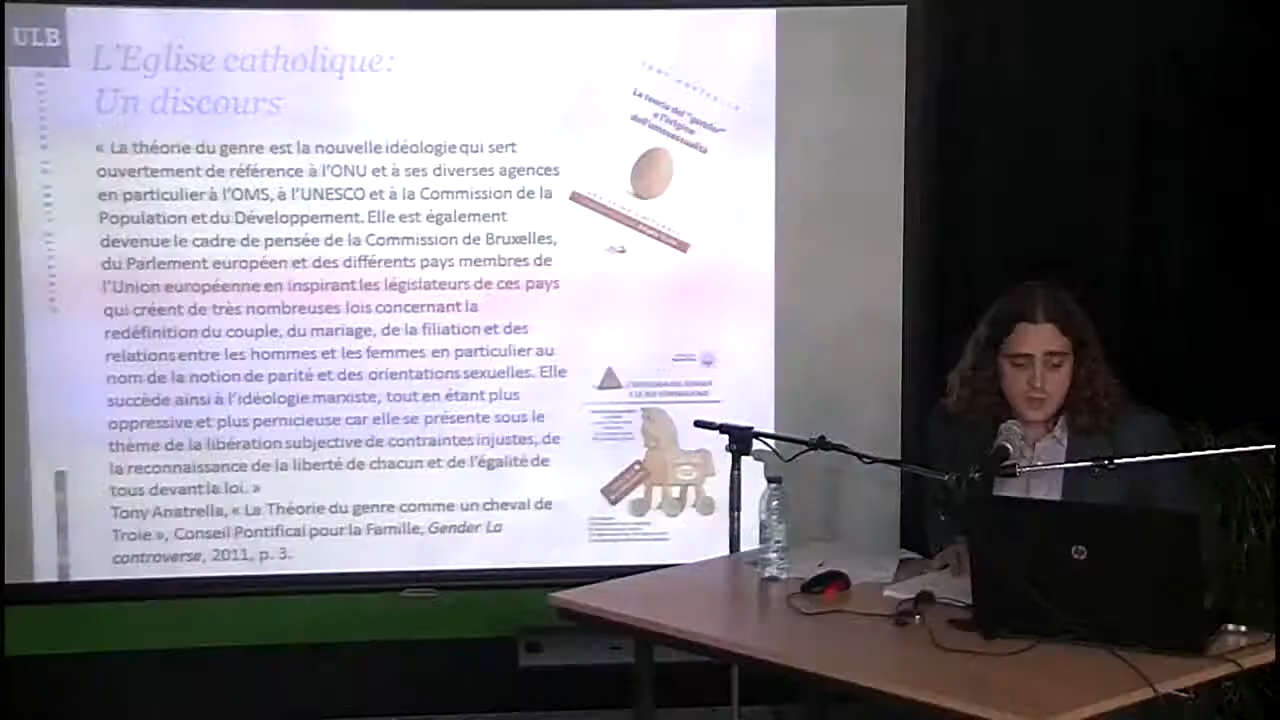 ULB
L'Eglise catholique:
Un discours
« La théorie du genre est la nouvelle idéologie qui sert
ouvertement de référence à l'ONU et à ses diverses agences
en particulier à l'OMS, à l'UNESCO et à la Commission de la
Population et du Développement. Elle est également
devenue le cadre de pensée de la Commission de Bruxelles,
du Parlement européen et des différents pays membres de
l'Union européenne en inspirant les législateurs de ces pays
qui créent de très nombreuses lois concernant la
redéfinition du couple, du mariage, de la filiation et des
relations entre les hommes et les femmes en particulier au
nom de la notion de parité et des orientations sexuelles. Elle
succède ainsi à l'idéologie marxiste, tout en étant plus
oppressive et plus pernicieuse car elle se présente sous le
thème de la libération subjective de contraintes injustes, de
la reconnaissance de la liberté de chacun et de l'égalité de
tous devant la loi. »
Tony Anatrella, « La Théorie du genre comme un cheval de
Troie », Conseil Pontifical pour la Famille, Gender La
controverse, 2011, p. 3.
TONY ANATRELLA
La teoria del "gender"
e l'origine
dell'omosessualità
hp